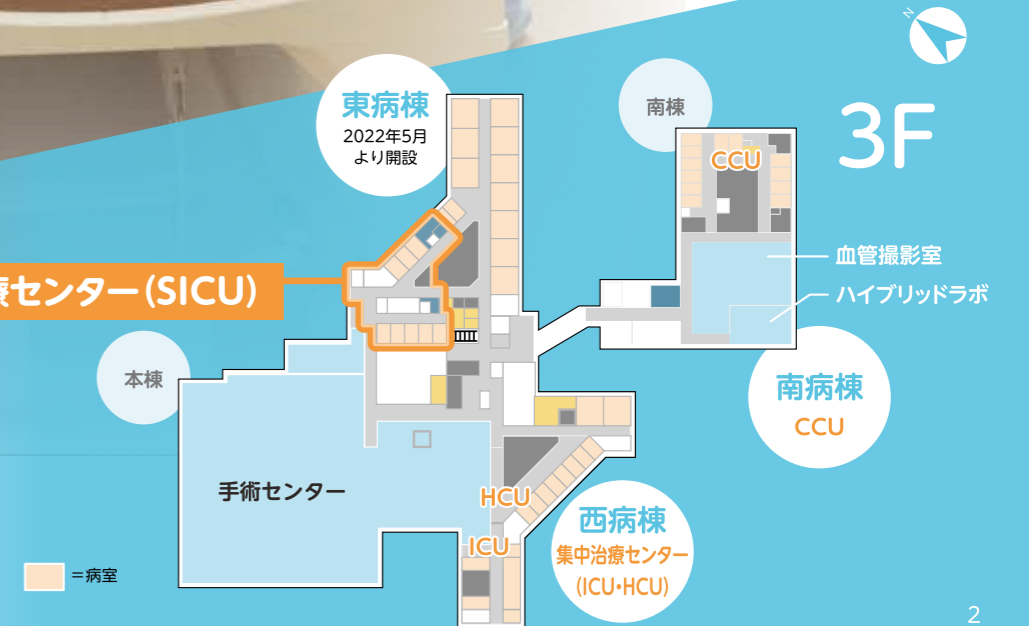 N
3F
東病棟
2022年5月
より開設
南棟
CCU
血管撮影室
ハイブリッドラボ
療センター(SICU)
本棟
南病棟
CCU
手術センター
HCU
ICU
西病棟
集中治療センター
(ICU・HCU)
=病室
2